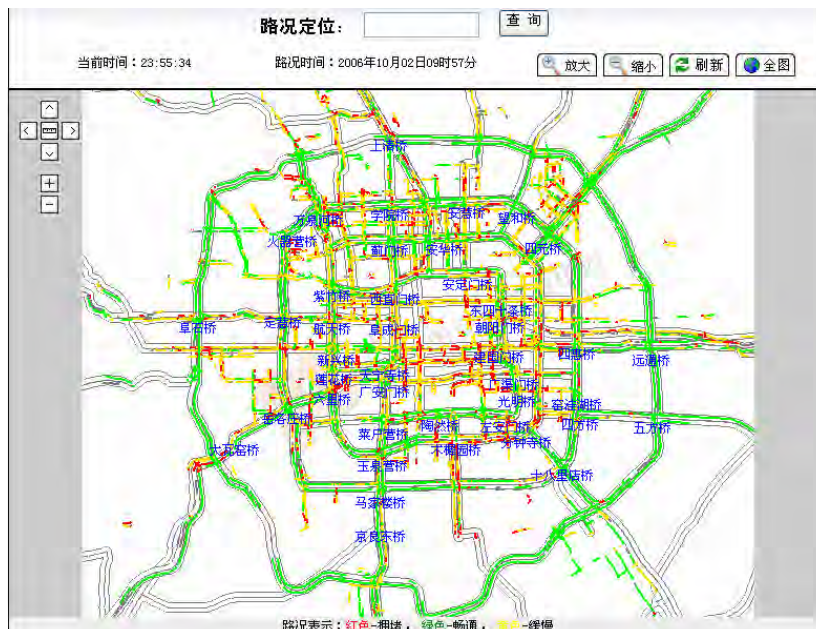 路况定位：
查 询
当前时间：23:55:34
路况时间：2006年10月02日09时57分
放大
缩小
刷新
全图
上清桥
万泉河桥
学院桥
安慧桥
望和桥
火器营桥
蓟门桥
安华桥
四元桥
安定门桥
紫竹桥
西直门桥
东四十条桥
阜石桥
定慧桥
航天桥
阜成门桥
朝阳门桥
新兴桥
建国门桥
四惠桥
远通桥
莲花桥
天宁寺桥
广渠门桥
六里桥
广安门桥
光明桥
窑洼湖桥
岳各庄桥
菜户营桥
陶然桥
左安门桥
四方桥
五方桥
大瓦窑桥
木樨园桥
分钟寺桥
玉泉营桥
十八里店桥
马家楼桥
京良东桥
路况表示：红色-拥堵， 绿色-畅通， 黄色-缓慢